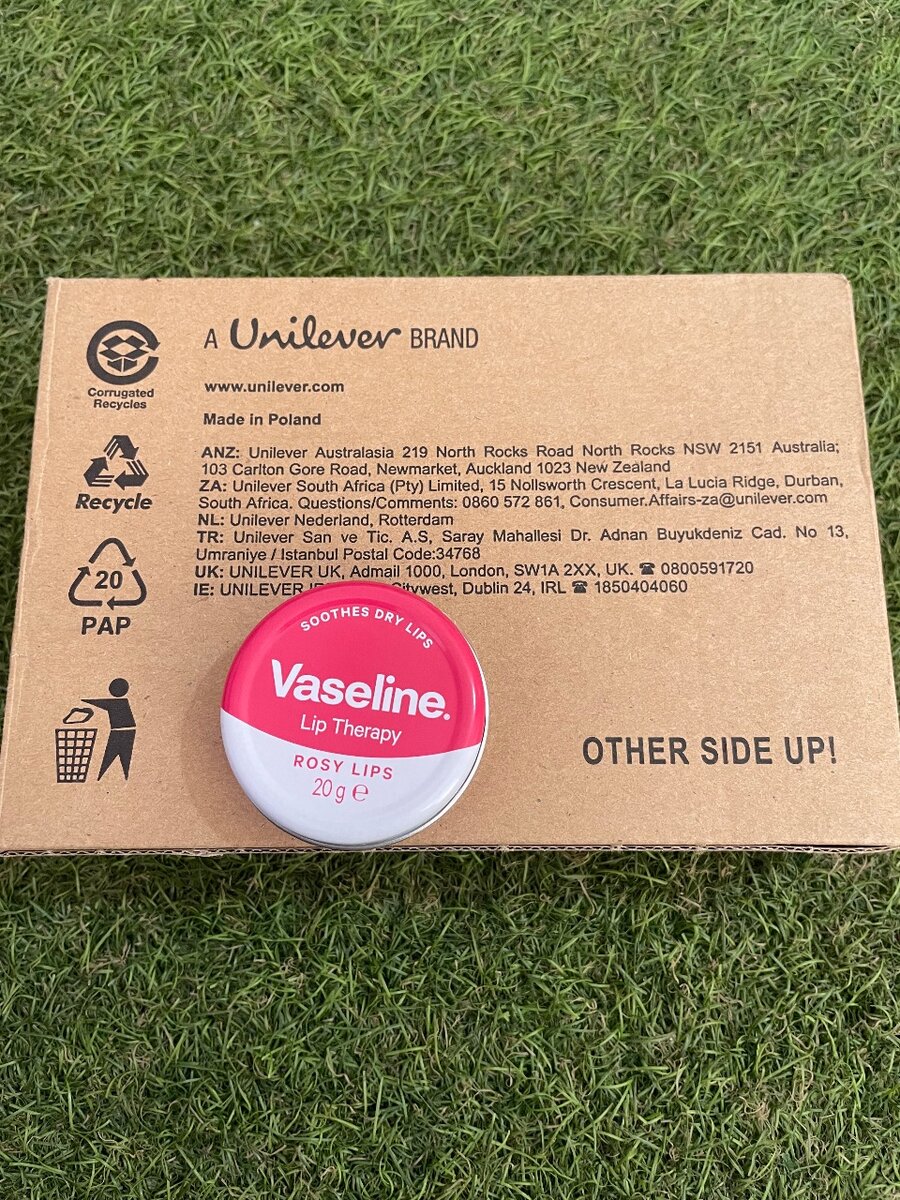 A Unilever BRAND
Corrugated
Recycles
www.unilever.com
Made in Poland
Recycle
ANZ: Unilever Australasia 219 North Rocks Road North Rocks NSW 2151 Australia;
103 Carlton Gore Road, Newmarket, Auckland 1023 New Zealand
ZA: Unilever South Africa (Pty) Limited, 15 Nollsworth Crescent, La Lucia Ridge, Durban,
South Africa. Questions/Comments: 0860 572 861, Consumer.Affairs-za@unilever.com
NL: Unilever Nederland, Rotterdam
TR: Unilever San ve Tic. A.S, Saray Mahallesi Dr. Adnan Buyukdeniz Cad. No 13,
Umraniye / Istanbul Postal Code:34768
UK: UNILEVER UK, Admail 1000, London, SW1A 2XX, UK. ☎ 0800591720
IE: UNILEVER Citywest, Dublin 24, IRL ☎ 1850404060
20
PAP
SOOTHES DRY LIPS
Vaseline.
Lip Therapy
ROSY LIPS
20 g ℮
OTHER SIDE UP!